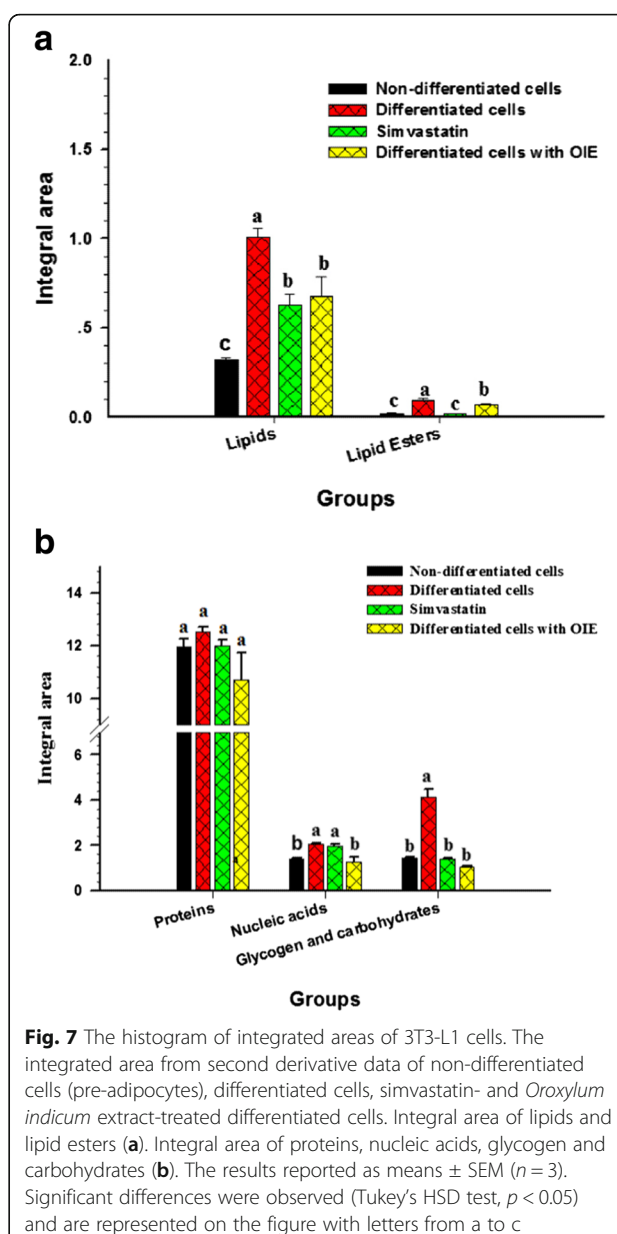 a
2.0
1.5
1.0
.5
0.0
Integral area
Non-differentiated cells
Differentiated cells
Simvastatin
Differentiated cells with OIE
c a b b
c a c b
Lipids
Lipid Esters
Groups
b
14
12
10
6
4
2
0
Integral area
Non-differentiated cells
Differentiated cells
Simvastatin
Differentiated cells with OIE
a a a a
b a a b
b a b b
Proteins
Nucleic acids
Glycogen and carbohydrates
Groups
Fig. 7 The histogram of integrated areas of 3T3-L1 cells. The
integrated area from second derivative data of non-differentiated
cells (pre-adipocytes), differentiated cells, simvastatin- and Oroxylum
indicum extract-treated differentiated cells. Integral area of lipids and
lipid esters (a). Integral area of proteins, nucleic acids, glycogen and
carbohydrates (b). The results reported as means ± SEM (n = 3).
Significant differences were observed (Tukey's HSD test, p < 0.05)
and are represented on the figure with letters from a to c